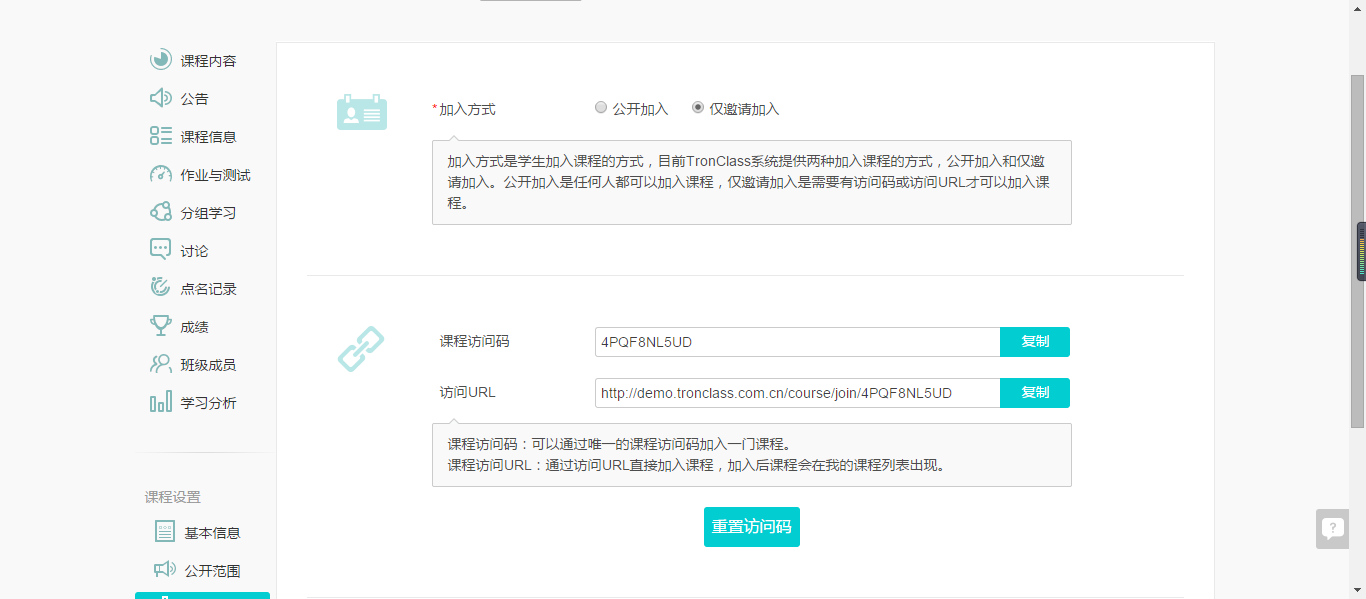 课程内容
公告
课程信息
作业与测试
分组学习
讨论
点名记录
成绩
班级成员
学习分析
课程设置
基本信息
公开范围
*加入方式 公开加入 仅邀请加入
加入方式是学生加入课程的方式，目前TronClass系统提供两种加入课程的方式，公开加入和仅邀
请加入。公开加入是任何人都可以加入课程，仅邀请加入是需要有访问码或访问URL才可以加入课
程。
课程访问码 4PQF8NL5UD 复制
访问URL http://demo.tronclass.com.cn/course/join/4PQF8NL5UD 复制
课程访问码：可以通过唯一的课程访问码加入一门课程。
课程访问URL：通过访问URL直接加入课程，加入后课程会在我的课程列表出现。
重置访问码
?